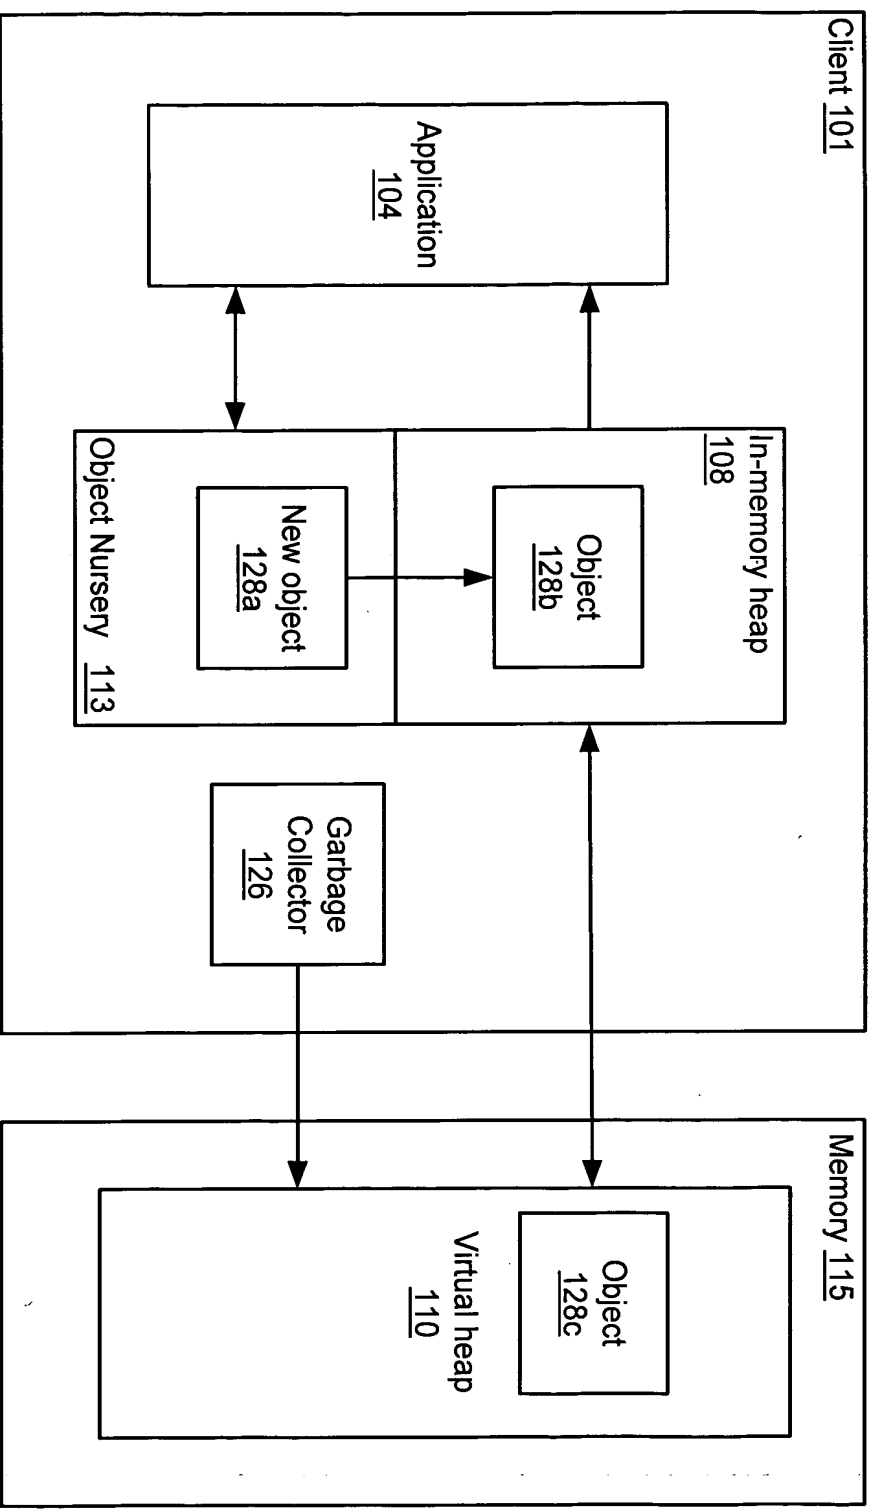 Client 101
Application
104
In-memory heap
108
Object
128b
New object
128a
Object Nursery 113
Garbage
Collector
126
Memory 115
Object
128c
Virtual heap
110